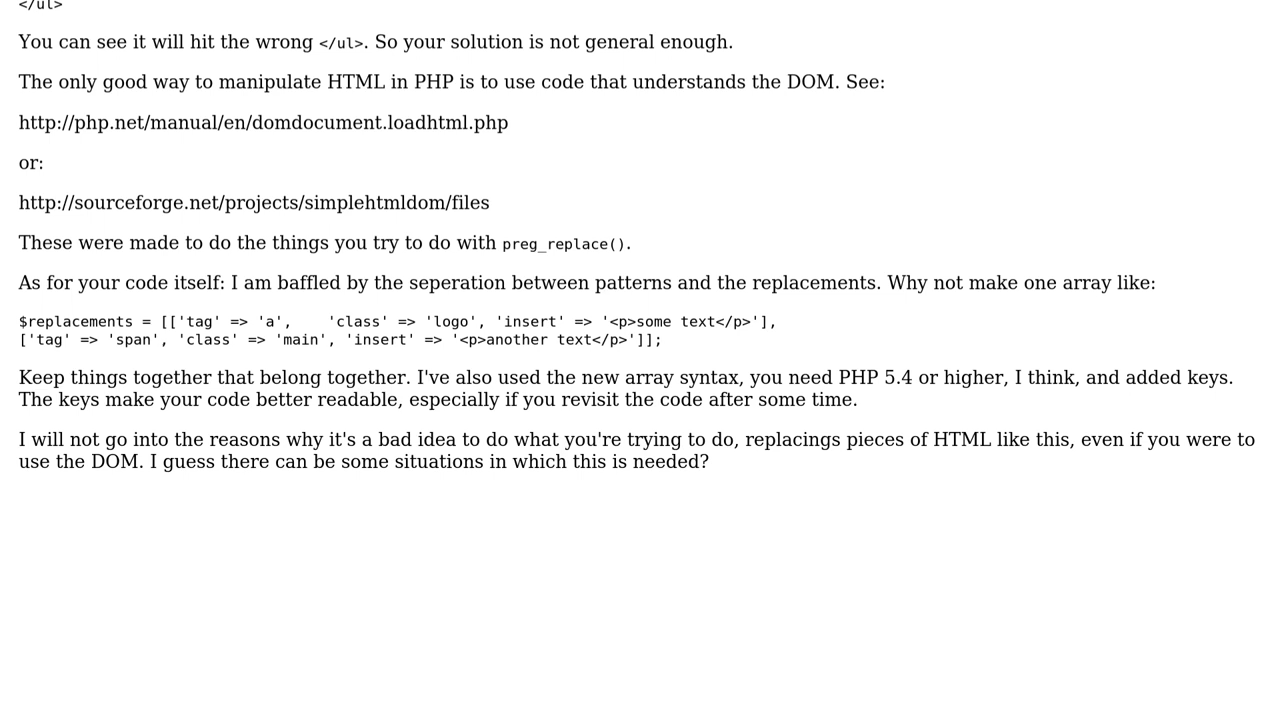 </ul>
You can see it will hit the wrong </ul>. So your solution is not general enough.
The only good way to manipulate HTML in PHP is to use code that understands the DOM. See:
http://php.net/manual/en/domdocument.loadhtml.php
or:
http://sourceforge.net/projects/simplehtmldom/files
These were made to do the things you try to do with preg_replace().
As for your code itself: I am baffled by the seperation between patterns and the replacements. Why not make one array like:
$replacements = [['tag' => 'a',    'class' => 'logo', 'insert' => '<p>some text</p>'],
['tag' => 'span', 'class' => 'main', 'insert' => '<p>another text</p>']];
Keep things together that belong together. I've also used the new array syntax, you need PHP 5.4 or higher, I think, and added keys.
The keys make your code better readable, especially if you revisit the code after some time.
I will not go into the reasons why it's a bad idea to do what you're trying to do, replacings pieces of HTML like this, even if you were to
use the DOM. I guess there can be some situations in which this is needed?